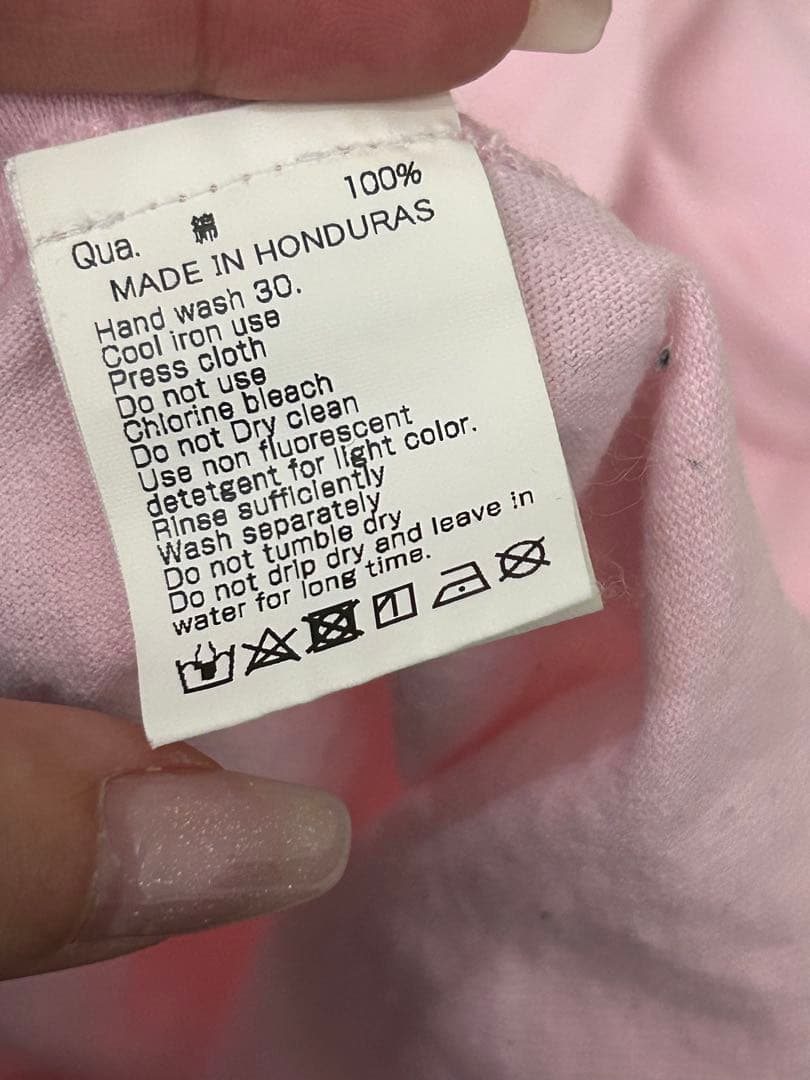 Qua. 綿 100%
MADE IN HONDURAS
Hand wash 30.
Cool iron use
Press cloth
Do not use
Chlorine bleach
Do not Dry clean
Use non fluorescent
detetgent for light color.
Rinse sufficiently
Wash separately
Do not tumble dry
Do not drip dry and leave in
water for long time.